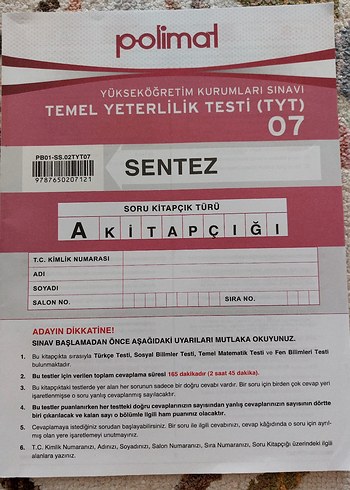 polimat
YÜKSEKÖĞRETİM KURUMLARI SINAVI
TEMEL YETERLİLİK TESTİ (TYT)
07
PB01-SS.02TYT07
9787650207121
SENTEZ
SORU KİTAPÇIK TÜRÜ
A KİTAPÇIĞI
T.C. KİMLİK NUMARASI
ADI
SOYADI
SALON NO.
SIRA NO.
ADAYIN DİKKATİNE!
SINAV BAŞLAMADAN ÖNCE AŞAĞIDAKİ UYARILARI MUTLAKA OKUYUNUZ.
1. Bu kitapçıkta sırasıyla Türkçe Testi, Sosyal Bilimler Testi, Temel Matematik Testi ve Fen Bilimleri Testi
bulunmaktadır.
2. Bu testler için verilen toplam cevaplama süresi 165 dakikadır (2 saat 45 dakika).
3. Bu kitapçıktaki testlerde yer alan her sorunun sadece bir doğru cevabı vardır. Bir soru için birden çok cevap yeri
işaretlenmişse o soru yanlış cevaplanmış sayılacaktır.
4. Bu testler puanlanırken her testteki doğru cevaplarınızın sayısından yanlış cevaplarınızın sayısının dörtte
biri çıkarılacak ve kalan sayı o bölümle ilgili ham puanınız olacaktır.
5. Cevaplamaya istediğiniz sorudan başlayabilirsiniz. Bir soru ile ilgili cevabınızı, cevap kâğıdında o soru için ayrıl-
mış olan yere işaretlemeyi unutmayınız.
6. T.C. Kimlik Numaranızı, Adınızı, Soyadınızı, Salon Numaranızı, Sıra Numaranızı, Soru Kitapçığı üzerindeki ilgili
alanlara yazınız.